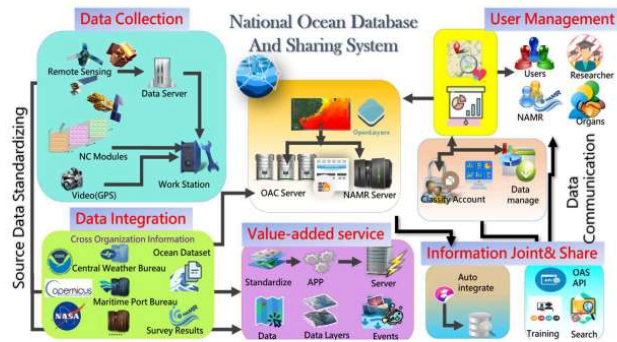 Data Collection
National Ocean Database
And Sharing System
User Management
Remote Sensing
Data Server
NC Modules
Video(GPS)
Work Station
OpenLayers
OAC Server
NAMR Server
Users
Researcher
NAMR
Organs
Classify Account
Data
manage
Source Data Standardizing
Data
Communication
Data Integration
Cross Organization Information
Ocean Dataset
Central Weather Bureau
Copernicus
Maritime Port Bureau
NASA
Survey Results
Value-added service
Standardize
APP
Server
Data
Data Layers
Events
Information Joint& Share
Auto
integrate
OAS
API
Training
Search